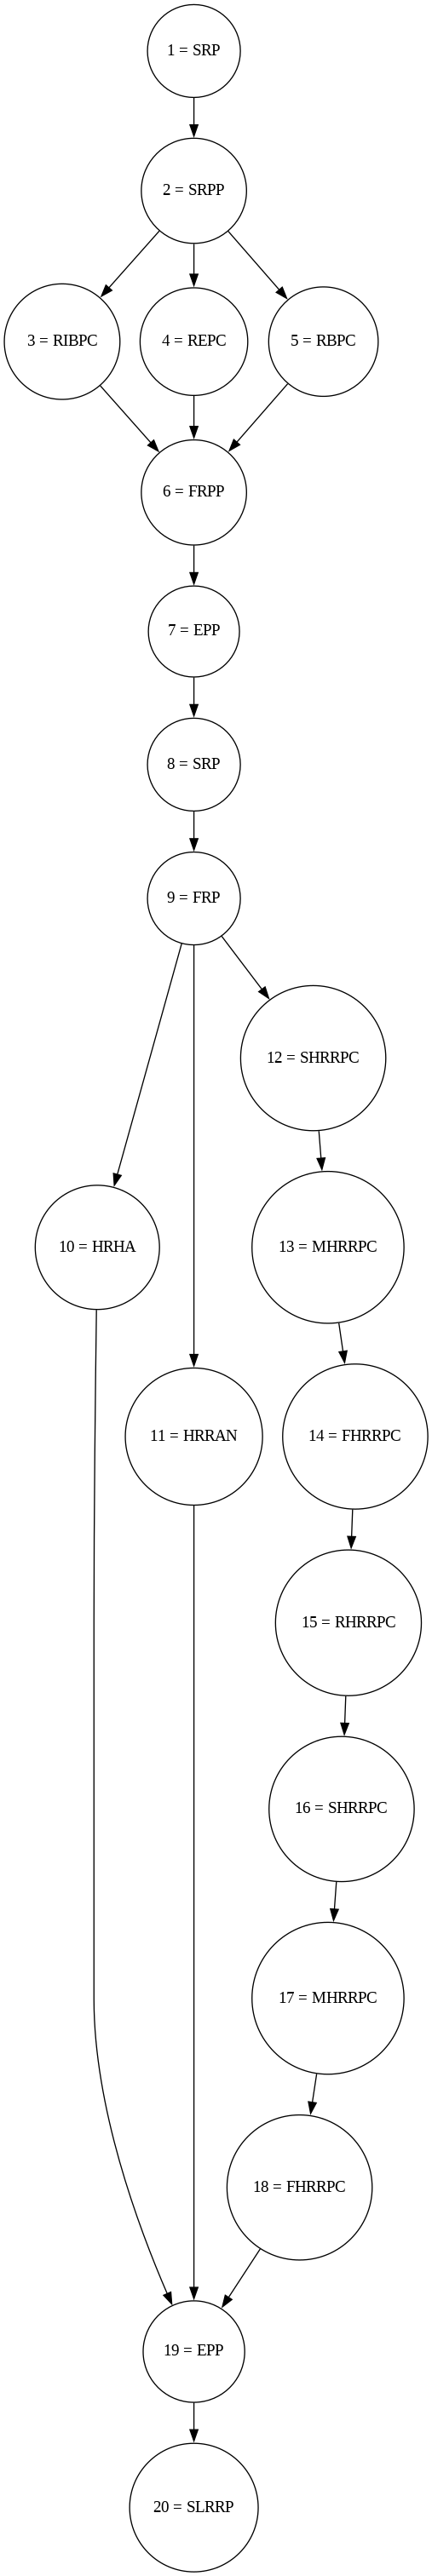 1 = SRP
2 = SRPP
3 = RIBPC
4 = REPC
5 = RBPC
6 = FRPP
7 = EPP
8 = SRP
9 = FRP
12 = SHRRPC
10 = HRHA
13 = MHRRPC
11 = HRRAN
14 = FHRRPC
15 = RHRRPC
16 = SHRRPC
17 = MHRRPC
18 = FHRRPC
19 = EPP
20 = SLRRP